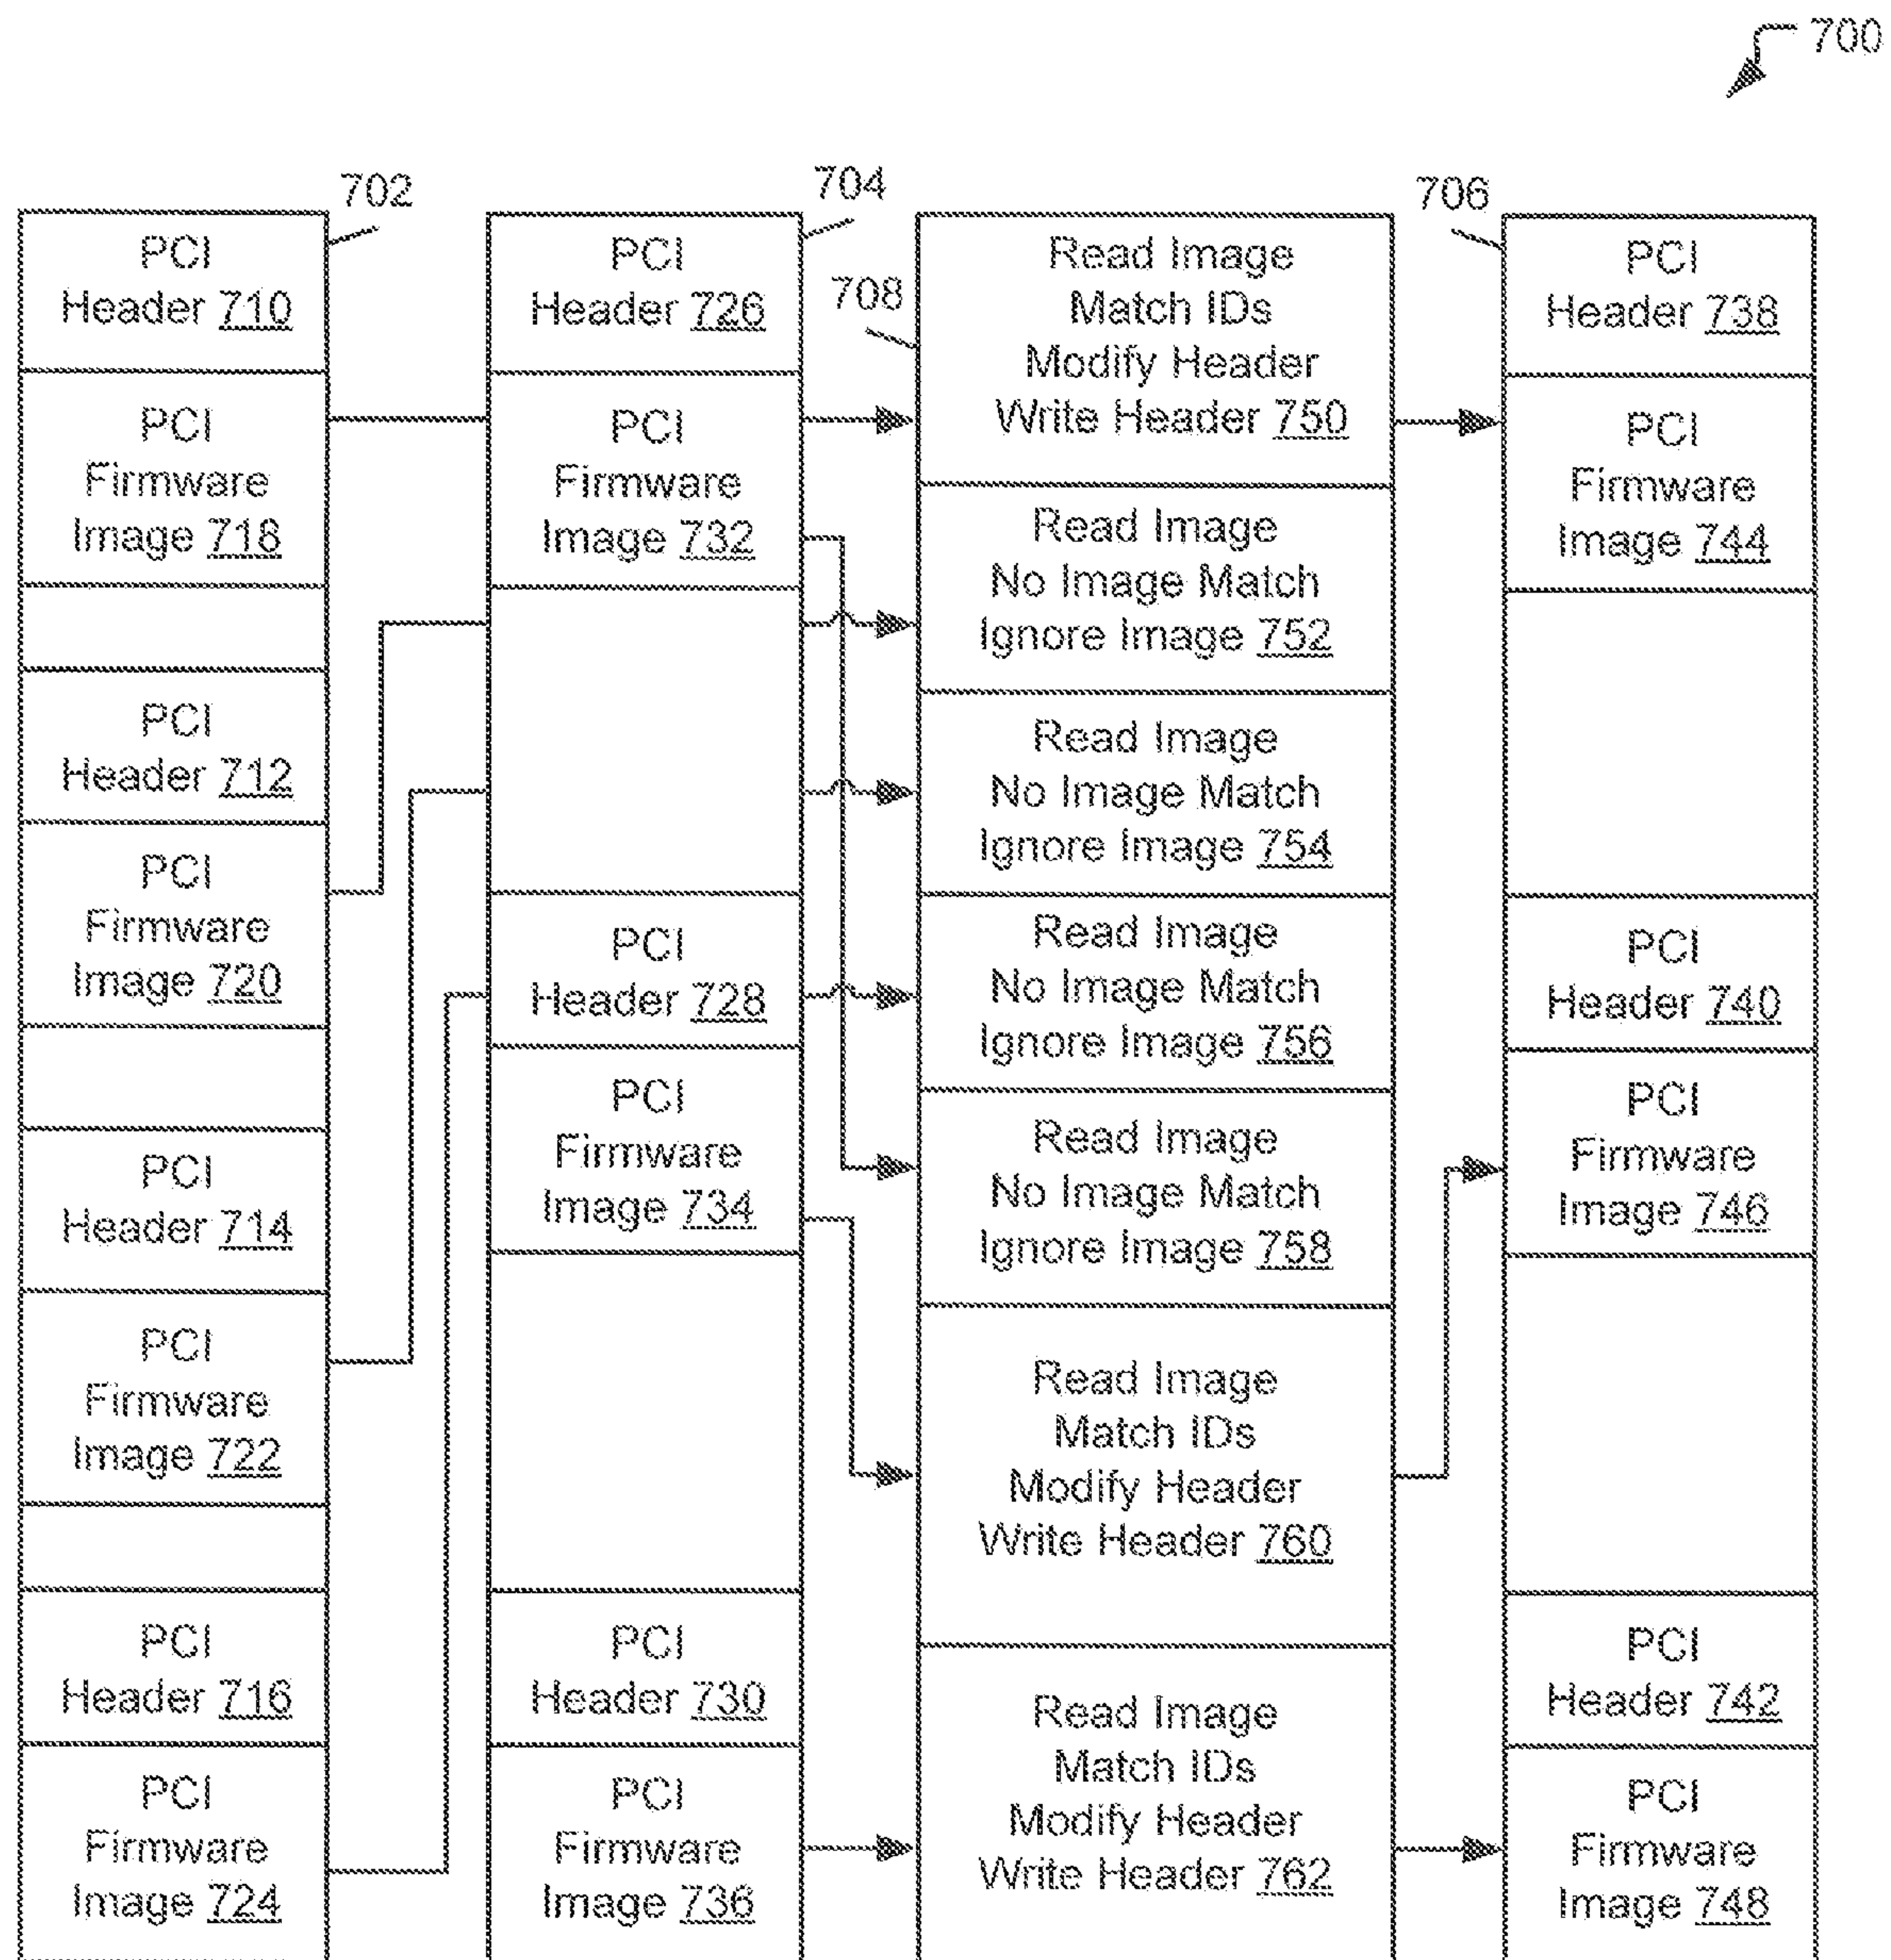 700
702
PCI
Header 710
PCI
Firmware
Image 718
PCI
Header 712
PCI
Firmware
Image 720
PCI
Header 714
PCI
Firmware
Image 722
PCI
Header 716
PCI
Firmware
Image 724
704
PCI
Header 726
PCI
Firmware
Image 732
PCI
Header 728
PCI
Firmware
Image 734
PCI
Header 730
PCI
Firmware
Image 736
708
Read Image
Match IDs
Modify Header
Write Header 750
Read Image
No Image Match
Ignore Image 752
Read Image
No Image Match
Ignore Image 754
Read Image
No Image Match
Ignore Image 756
Read Image
No Image Match
Ignore Image 758
Read Image
Match IDs
Modify Header
Write Header 760
Read Image
Match IDs
Modify Header
Write Header 762
706
PCI
Header 738
PCI
Firmware
Image 744
PCI
Header 740
PCI
Firmware
Image 746
PCI
Header 742
PCI
Firmware
Image 748